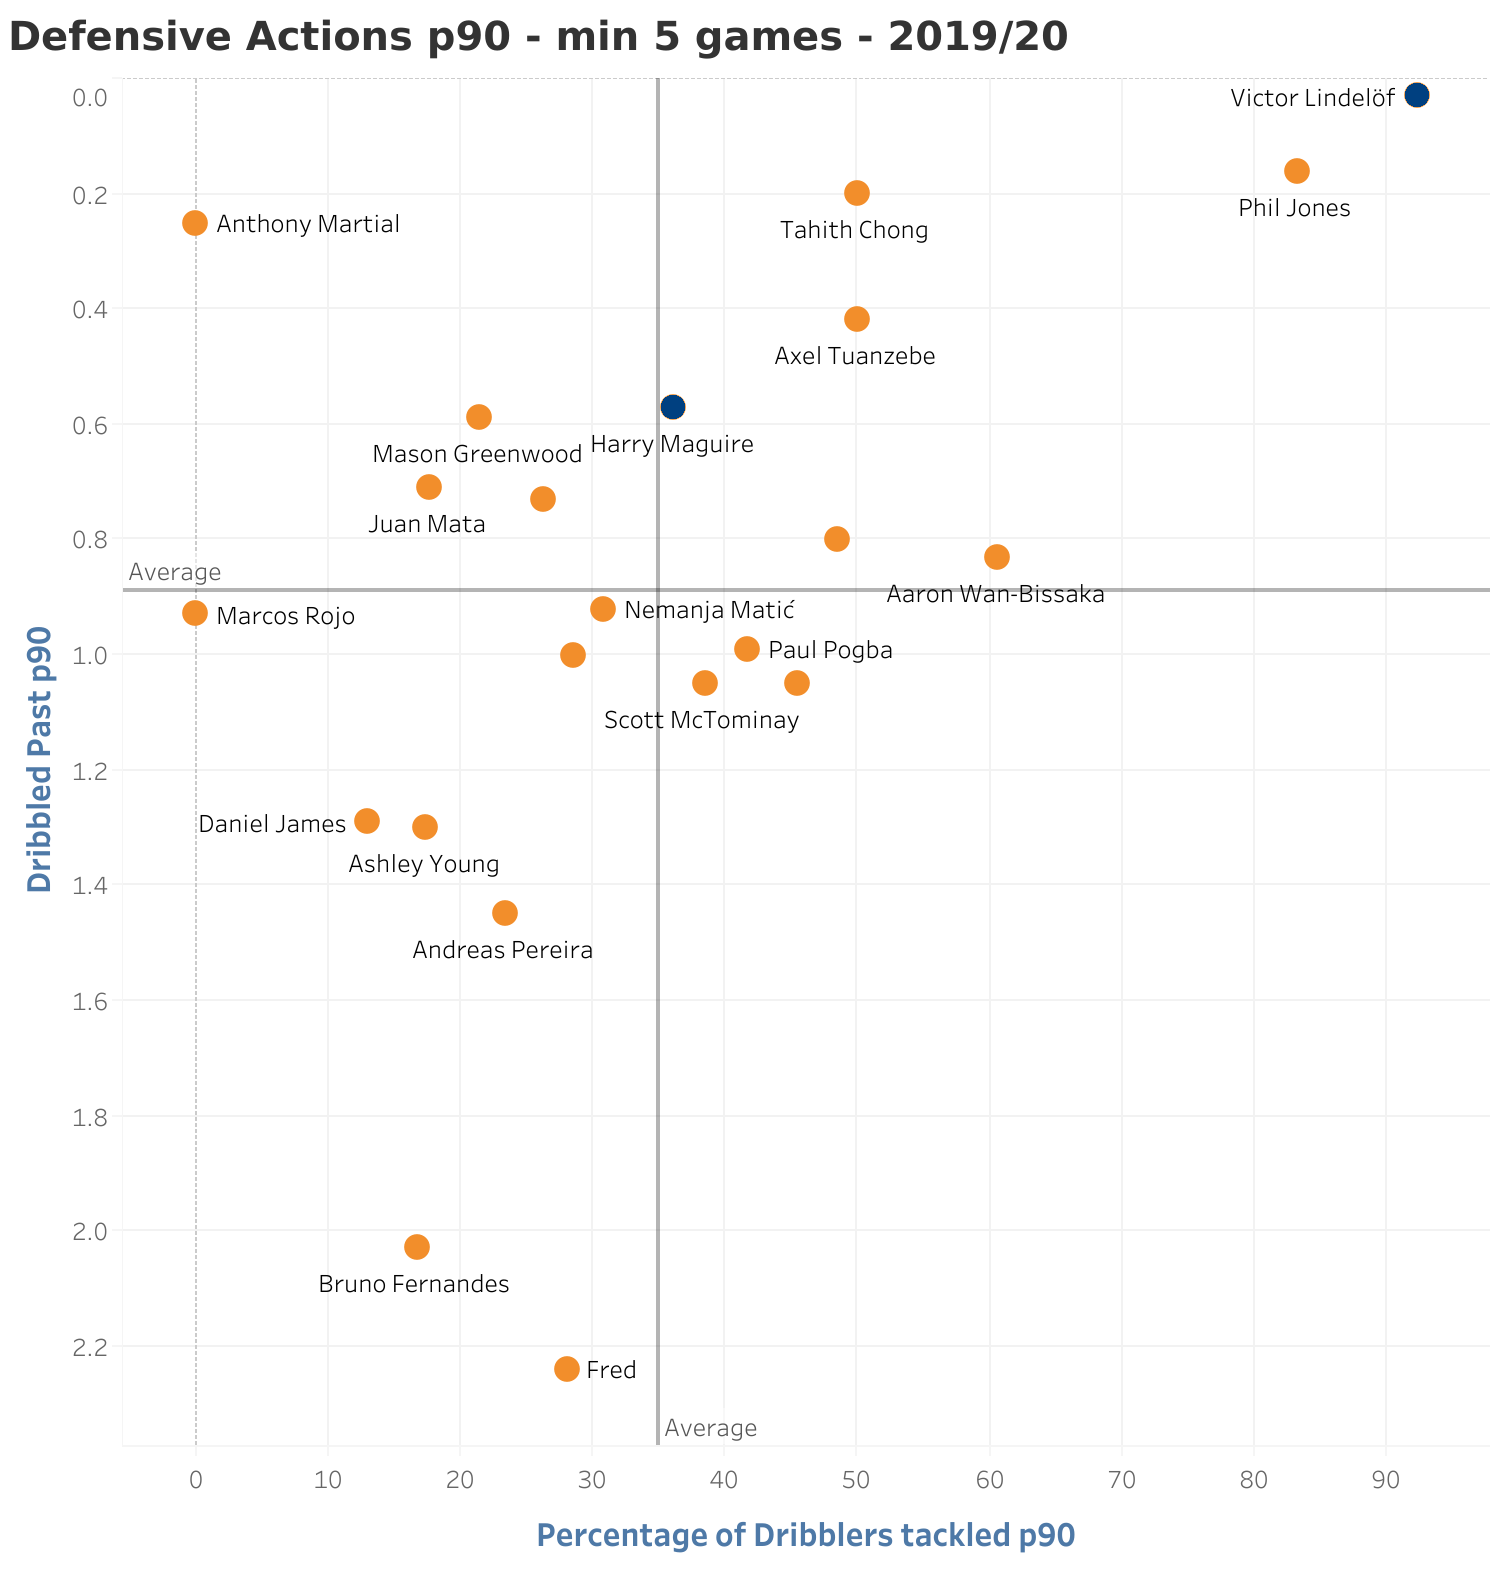 Defensive Actions p90 - min 5 games - 2019/20
0.0
Victor Lindelöf
0.2
Phil Jones
Anthony Martial
Tahith Chong
0.4
Axel Tuanzebe
0.6
Harry Maguire
Mason Greenwood
Juan Mata
0.8
Average
Aaron Wan-Bissaka
Marcos Rojo
Nemanja Matić
1.0
Paul Pogba
Scott McTominay
Dribbled Past p90
1.2
Daniel James
Ashley Young
1.4
Andreas Pereira
1.6
1.8
2.0
Bruno Fernandes
2.2
Fred
Average
0 10 20 30 40 50 60 70 80 90
Percentage of Dribblers tackled p90